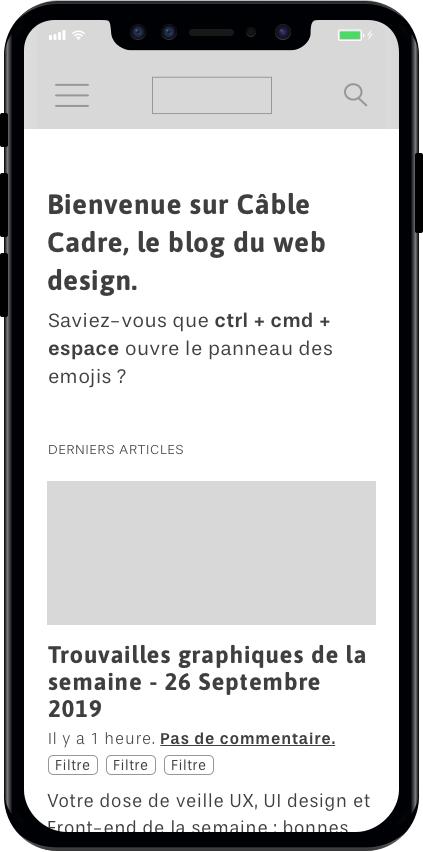 Bienvenue sur Câble
Cadre, le blog du web
design.
Saviez-vous que ctrl + cmd +
espace ouvre le panneau des
emojis ?
DERNIERS ARTICLES
Trouvailles graphiques de la
semaine - 26 Septembre
2019
Il y a 1 heure. Pas de commentaire.
Filtre Filtre Filtre
Votre dose de veille UX, UI design et
Front-end de la semaine : bonnes